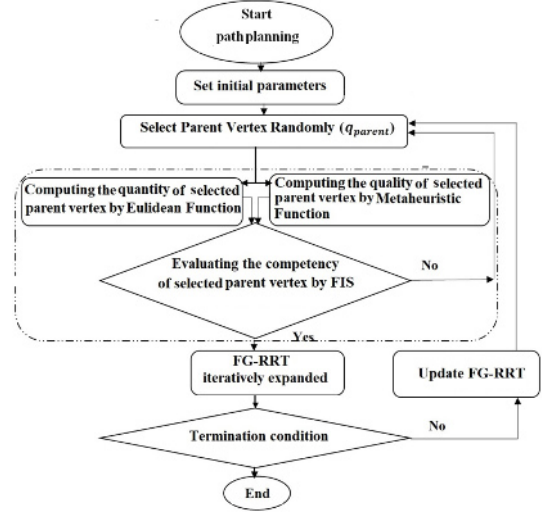 Start
path planning
Set initial parameters
Select Parent Vertex Randomly (q_parent)
Computing the quantity of selected
parent vertex by Eulidean Function
Computing the quality of selected
parent vertex by Metaheuristic
Function
Evaluating the competency
of selected parent vertex by FIS
No
Yes
FG-RRT
iteratively expanded
Update FG-RRT
Termination condition
No
End